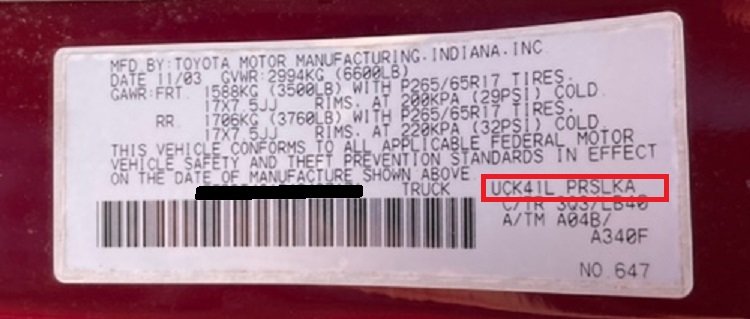 MFD.BY:TOYOTA MOTOR MANUFACTURING.INDIANA.INC.
DATE 11/03 GVWR:2994KG (6600LB)
GAWR:FRT. 1588KG (3500LB) WITH P265/65R17 TIRES.
17X7.5JJ RIMS. AT 200KPA (29PSI) COLD.
RR. 1706KG (3760LB) WITH P265/65R17 TIRES.
17X7.5JJ RIMS. AT 220KPA (32PSI) COLD.
THIS VEHICLE CONFORMS TO ALL APPLICABLE FEDERAL MOTOR
VEHICLE SAFETY AND THEFT PREVENTION STANDARDS IN EFFECT
ON THE DATE OF MANUFACTURE SHOWN ABOVE.
TRUCK UCK41L PRSLKA
C/TR 3Q3/LB40
A/TM A04B/
A340F
NO.647